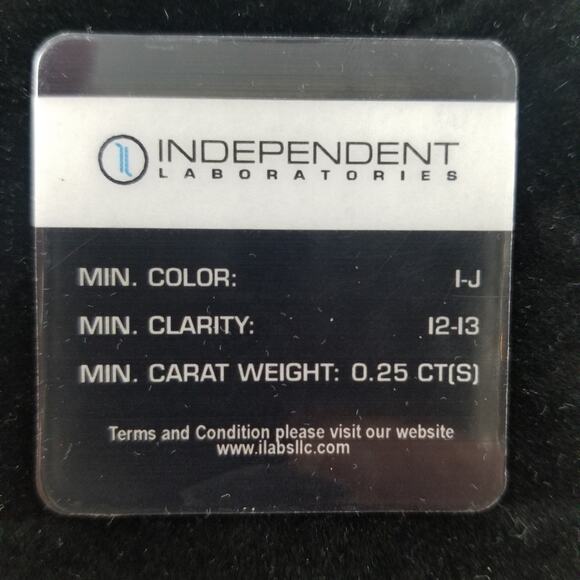 INDEPENDENT
LABORATORIES
MIN. COLOR: I-J
MIN. CLARITY: I2-I3
MIN. CARAT WEIGHT: 0.25 CT(S)
Terms and Condition please visit our website
www.ilabsllc.com